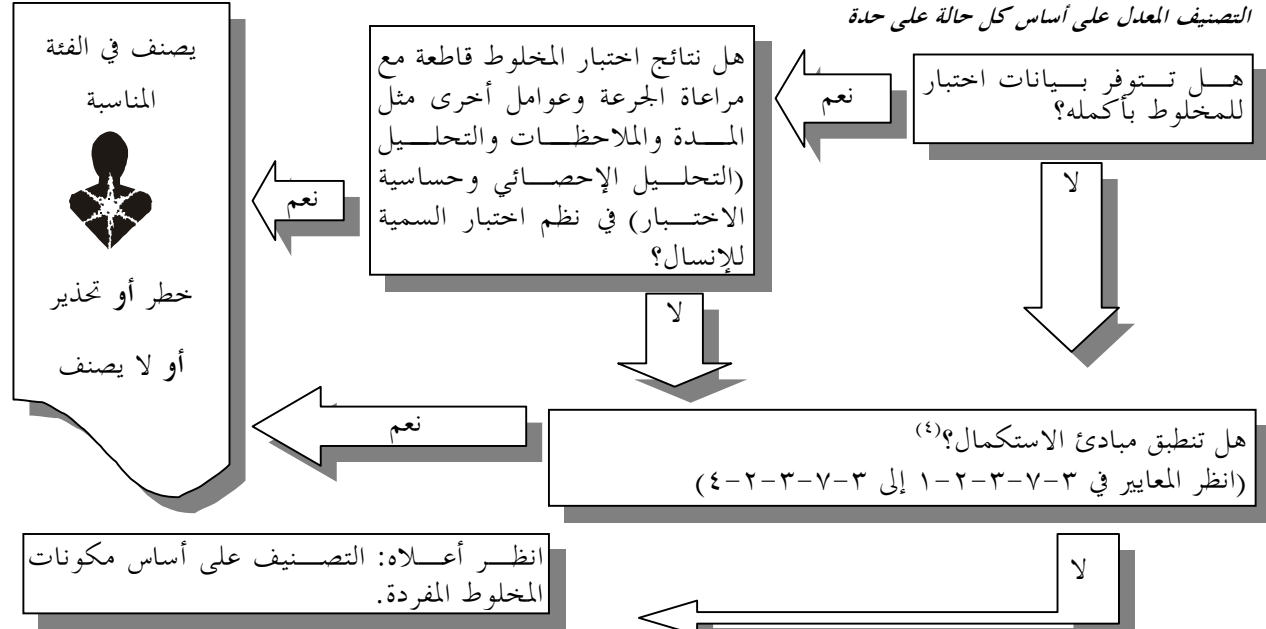 التصنيف المعدل على أساس كل حالة على حدة
هل تتوفر بيانات اختبار
للمخلوط بأكمله؟
نعم
هل نتائج اختبار المخلوط قاطعة مع
مراعاة الجرعة وعوامل أخرى مثل
المدة والملاحظات والتحليل
(التحليل الإحصائي وحساسية
الاختبار) في نظم اختبار السمية
للإنسال؟
نعم
يصنف في الفئة
المناسبة
خطر أو تحذير
أو لا يصنف
لا
لا
هل تنطبق مبادئ الاستكمال؟(٤)
(انظر المعايير في ٣-٧-٣-٢-١ إلى ٣-٧-٣-٢-٤)
نعم
لا
انظر أعلاه: التصنيف على أساس مكونات
المخلوط المفردة.